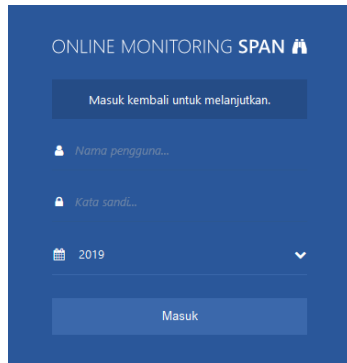 ONLINE MONITORING SPAN
Masuk kembali untuk melanjutkan.
Nama pengguna...
Kata sandi...
2019
Masuk